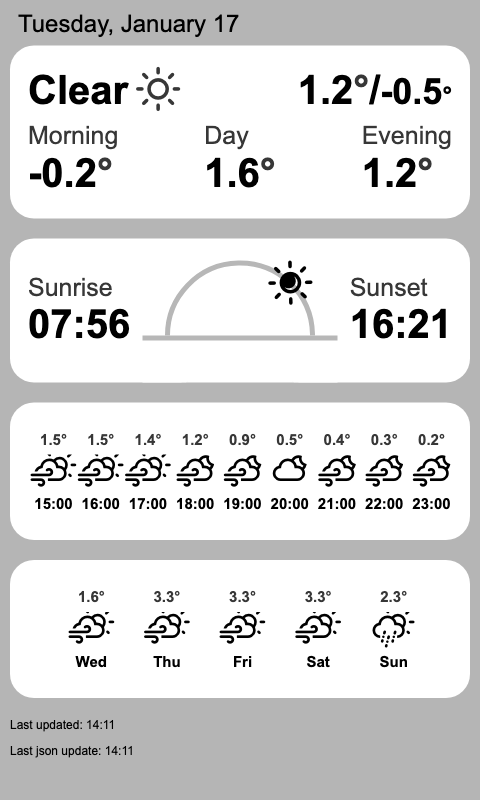 Tuesday, January 17
Clear 1.2°/-0.5°
Morning Day Evening
-0.2° 1.6° 1.2°
Sunrise Sunset
07:56 16:21
1.5° 1.5° 1.4° 1.2° 0.9° 0.5° 0.4° 0.3° 0.2°
15:00 16:00 17:00 18:00 19:00 20:00 21:00 22:00 23:00
1.6° 3.3° 3.3° 3.3° 2.3°
Wed Thu Fri Sat Sun
Last updated: 14:11
Last json update: 14:11